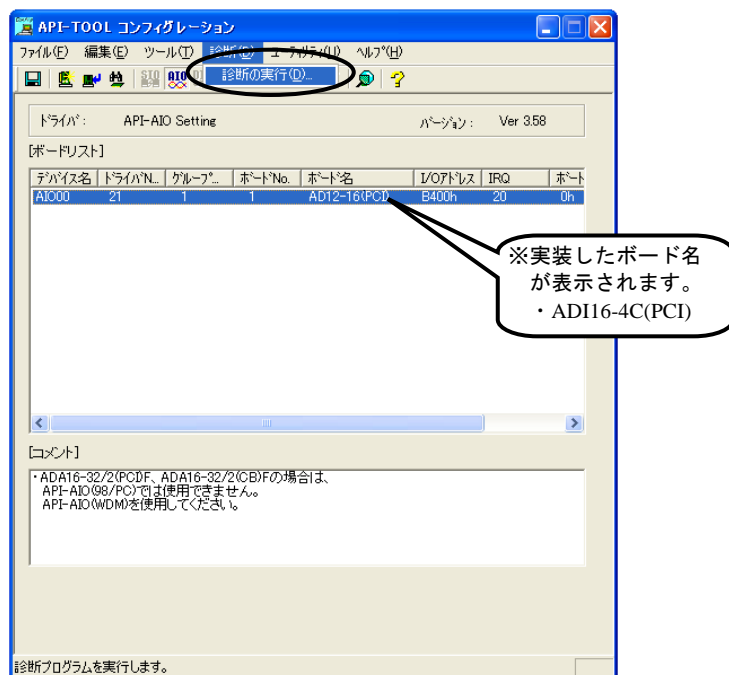 API-TOOL コンフィグレーション
ファイル(F) 編集(E) ツール(T) 診断(D) ユーティリティ(U) ヘルプ(H)
診断の実行(D)...
AIO
ドライバ: API-AIO Setting バージョン: Ver 3.58
[ボードリスト]
デバイス名 ドライバN... グループ... ボードNo. ボード名 I/Oアドレス IRQ ボート
AIO00 21 1 1 AD12-16(PCI) B400h 20 0h
※実装したボード名
が表示されます。
・ADI16-4C(PCI)
[コメント]
・ADA16-32/2(PCI)F、ADA16-32/2(CB)Fの場合は、
API-AIO(98/PC)では使用できません。
API-AIO(WDM)を使用してください。
診断プログラムを実行します。